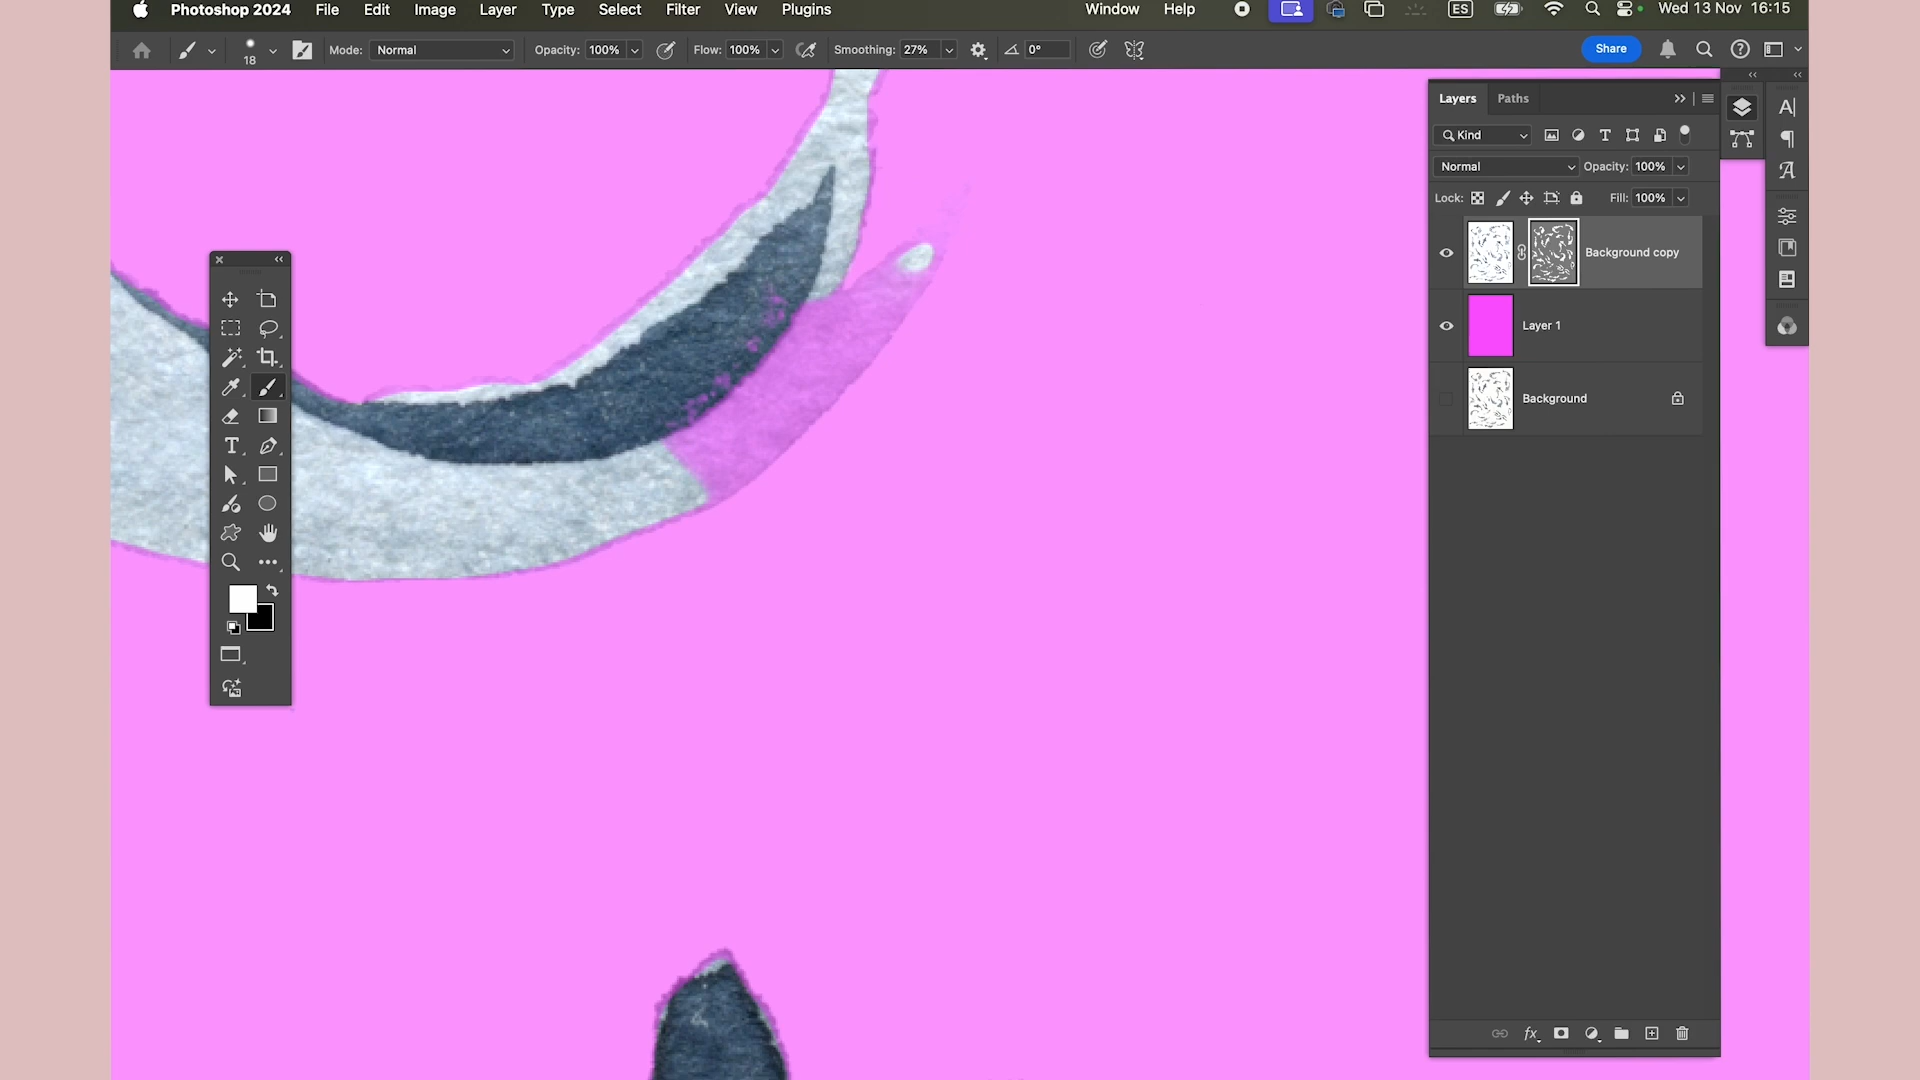 Photoshop 2024 File Edit Image Layer Type Select Filter View Plugins Window Help ES Wed 13 Nov 16:15
18 Mode: Normal Opacity: 100% Flow: 100% Smoothing: 27% 0° Share
Layers Paths
Kind
Normal Opacity: 100%
Lock: Fill: 100%
Background copy
Layer 1
Background
fx